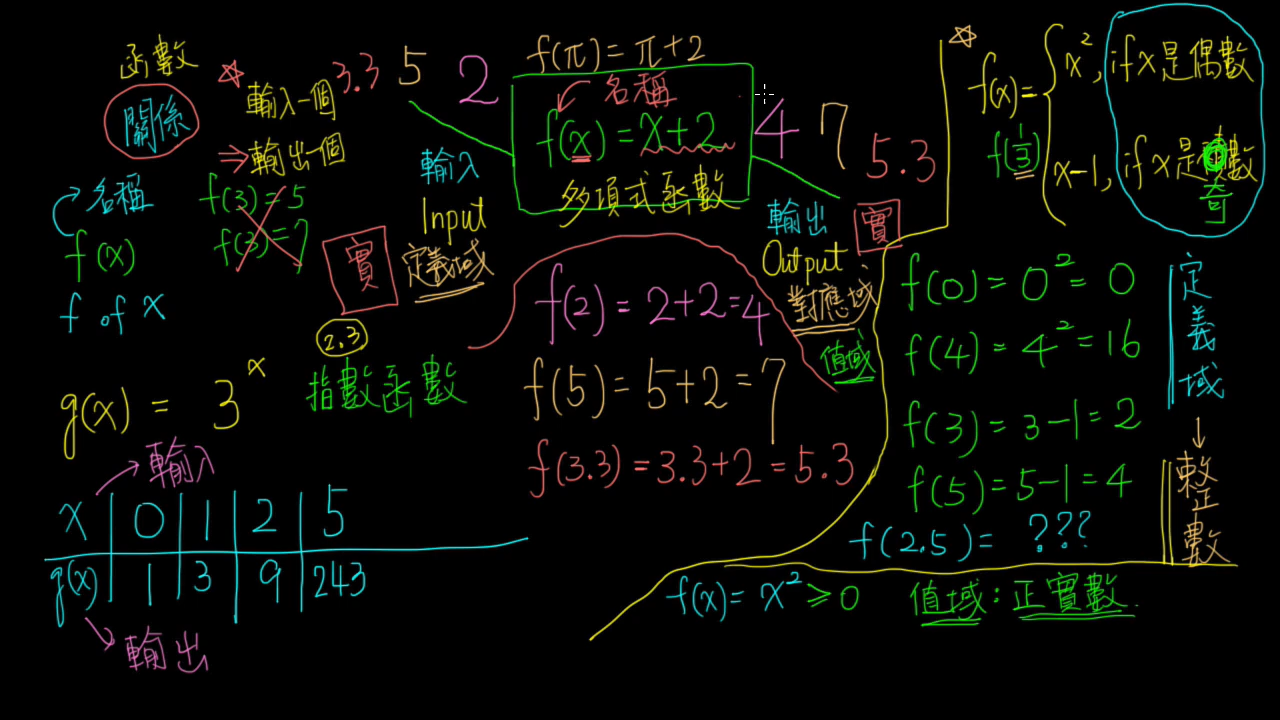 函數
關係
名稱
f(x)
f of x
☆ 輸入一個
⇒ 輸出一個
f(3)=5
f(3)=7
3.3 5 2
f(π)=π+2
名稱
f(x)=x+2
多項式函數
4 7 5.3
輸入
Input
定義域
實
輸出
Output
對應域
值域
實
f(2)=2+2=4
f(5)=5+2=7
f(3.3)=3.3+2=5.3
2,3
指數函數
g(x)=3^x
輸入
x 0 1 2 5
g(x) 1 3 9 243
輸出
☆
f(x)={x², if x是偶數
x-1, if x是數
奇
f(1/3)
f(0)=0²=0
f(4)=4²=16
f(3)=3-1=2
f(5)=5-1=4
f(2.5)=???
定義域
↓
整數
f(x)=x²≥0 值域:正實數.